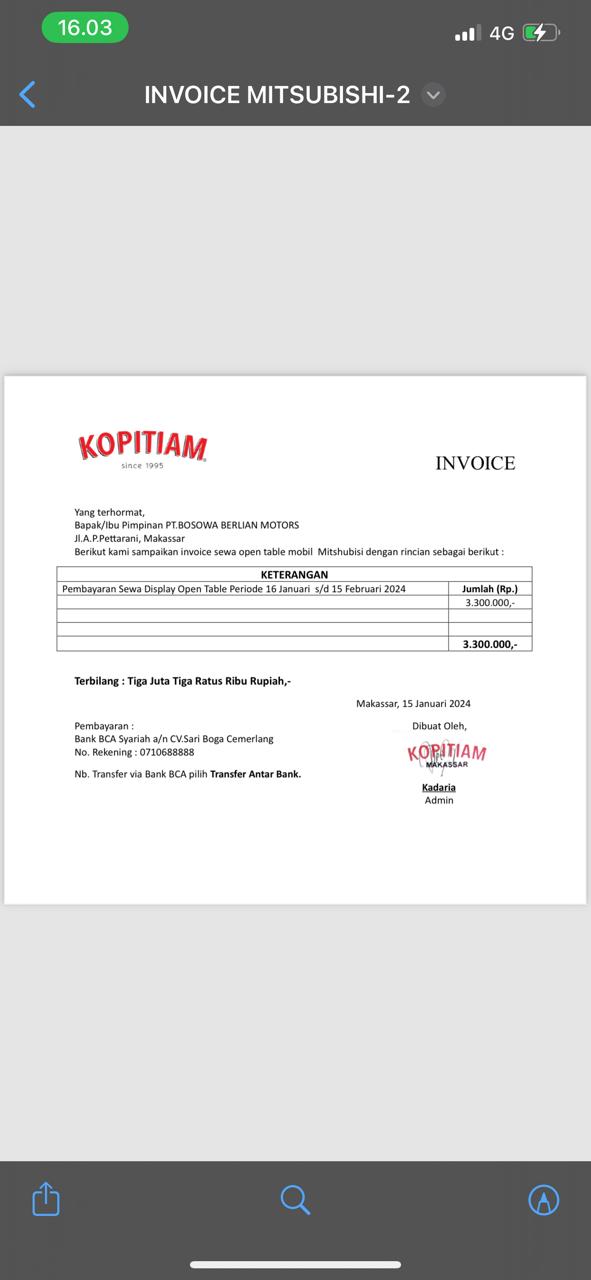 16.03
4G
INVOICE MITSUBISHI-2
KOPITIAM
since 1995
INVOICE
Yang terhormat,
Bapak/Ibu Pimpinan PT.BOSOWA BERLIAN MOTORS
Jl.A.P.Pettarani, Makassar
Berikut kami sampaikan invoice sewa open table mobil Mitshubisi dengan rincian sebagai berikut :
KETERANGAN
Pembayaran Sewa Display Open Table Periode 16 Januari s/d 15 Februari 2024 Jumlah (Rp.)
3.300.000,-
3.300.000,-
Terbilang : Tiga Juta Tiga Ratus Ribu Rupiah,-
Makassar, 15 Januari 2024
Pembayaran : Dibuat Oleh,
Bank BCA Syariah a/n CV.Sari Boga Cemerlang
No. Rekening : 0710688888
KOPITIAM
MAKASSAR
Nb. Transfer via Bank BCA pilih Transfer Antar Bank.
Kadaria
Admin